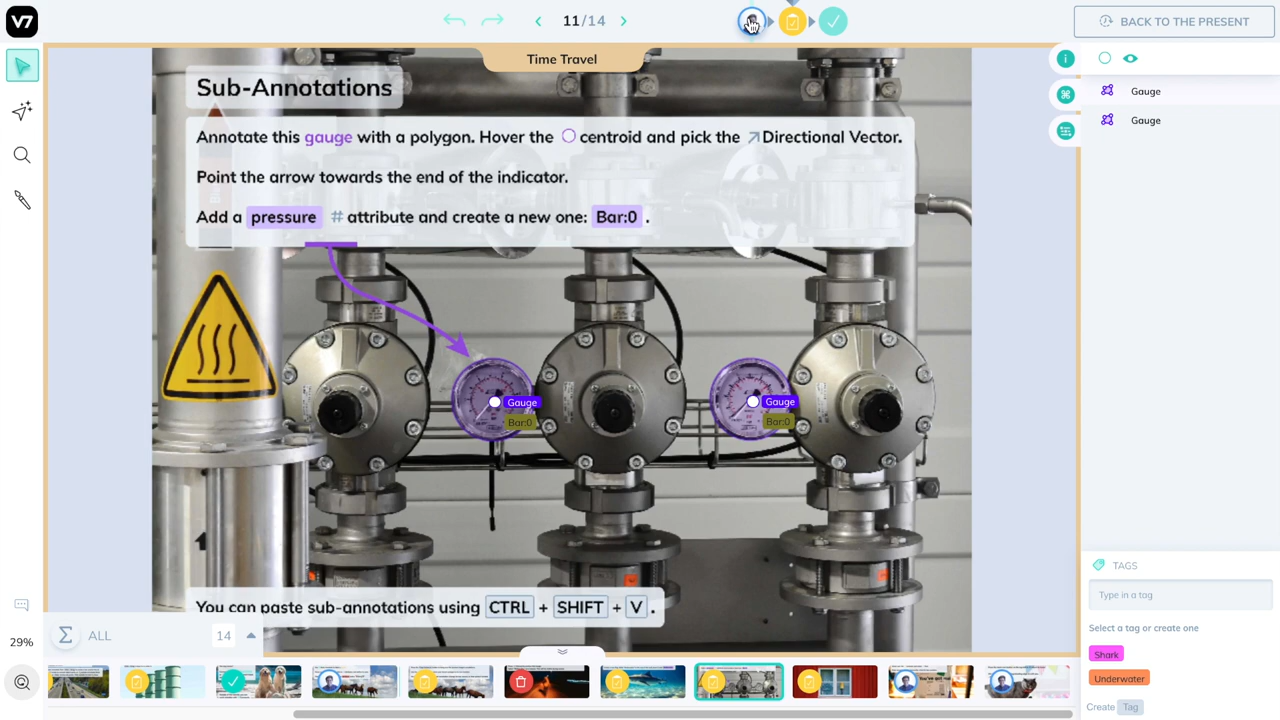 V7
11/14
BACK TO THE PRESENT
Time Travel
Sub-Annotations
Annotate this gauge with a polygon. Hover the centroid and pick the Directional Vector.
Point the arrow towards the end of the indicator.
Add a pressure # attribute and create a new one: Bar:0 .
Gauge
Gauge
Gauge
Bar:0
Gauge
Bar:0
You can paste sub-annotations using CTRL + SHIFT + V .
ALL 14
29%
TAGS
Type in a tag
Select a tag or create one
Shark
Underwater
Create Tag